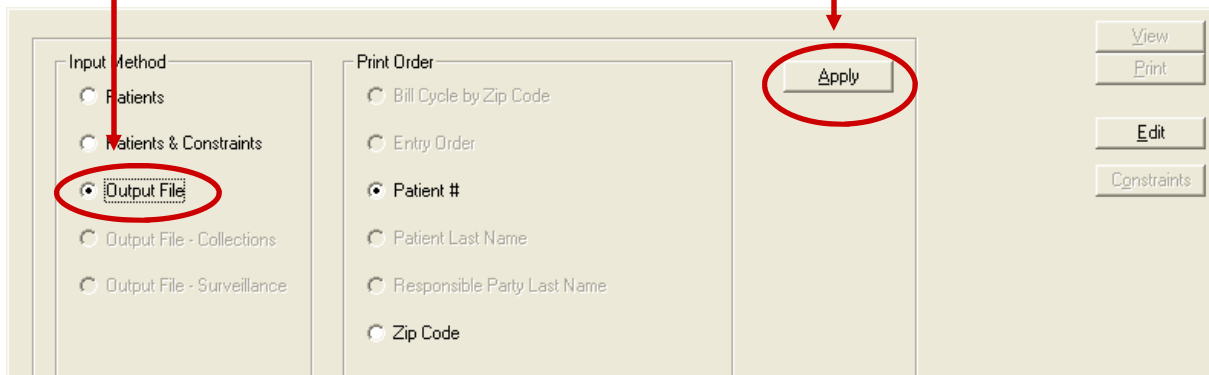 Input Method
Patients
Patients & Constraints
Output File
Output File - Collections
Output File - Surveillance
Print Order
Bill Cycle by Zip Code
Entry Order
Patient #
Patient Last Name
Responsible Party Last Name
Zip Code
Apply
View
Print
Edit
Constraints